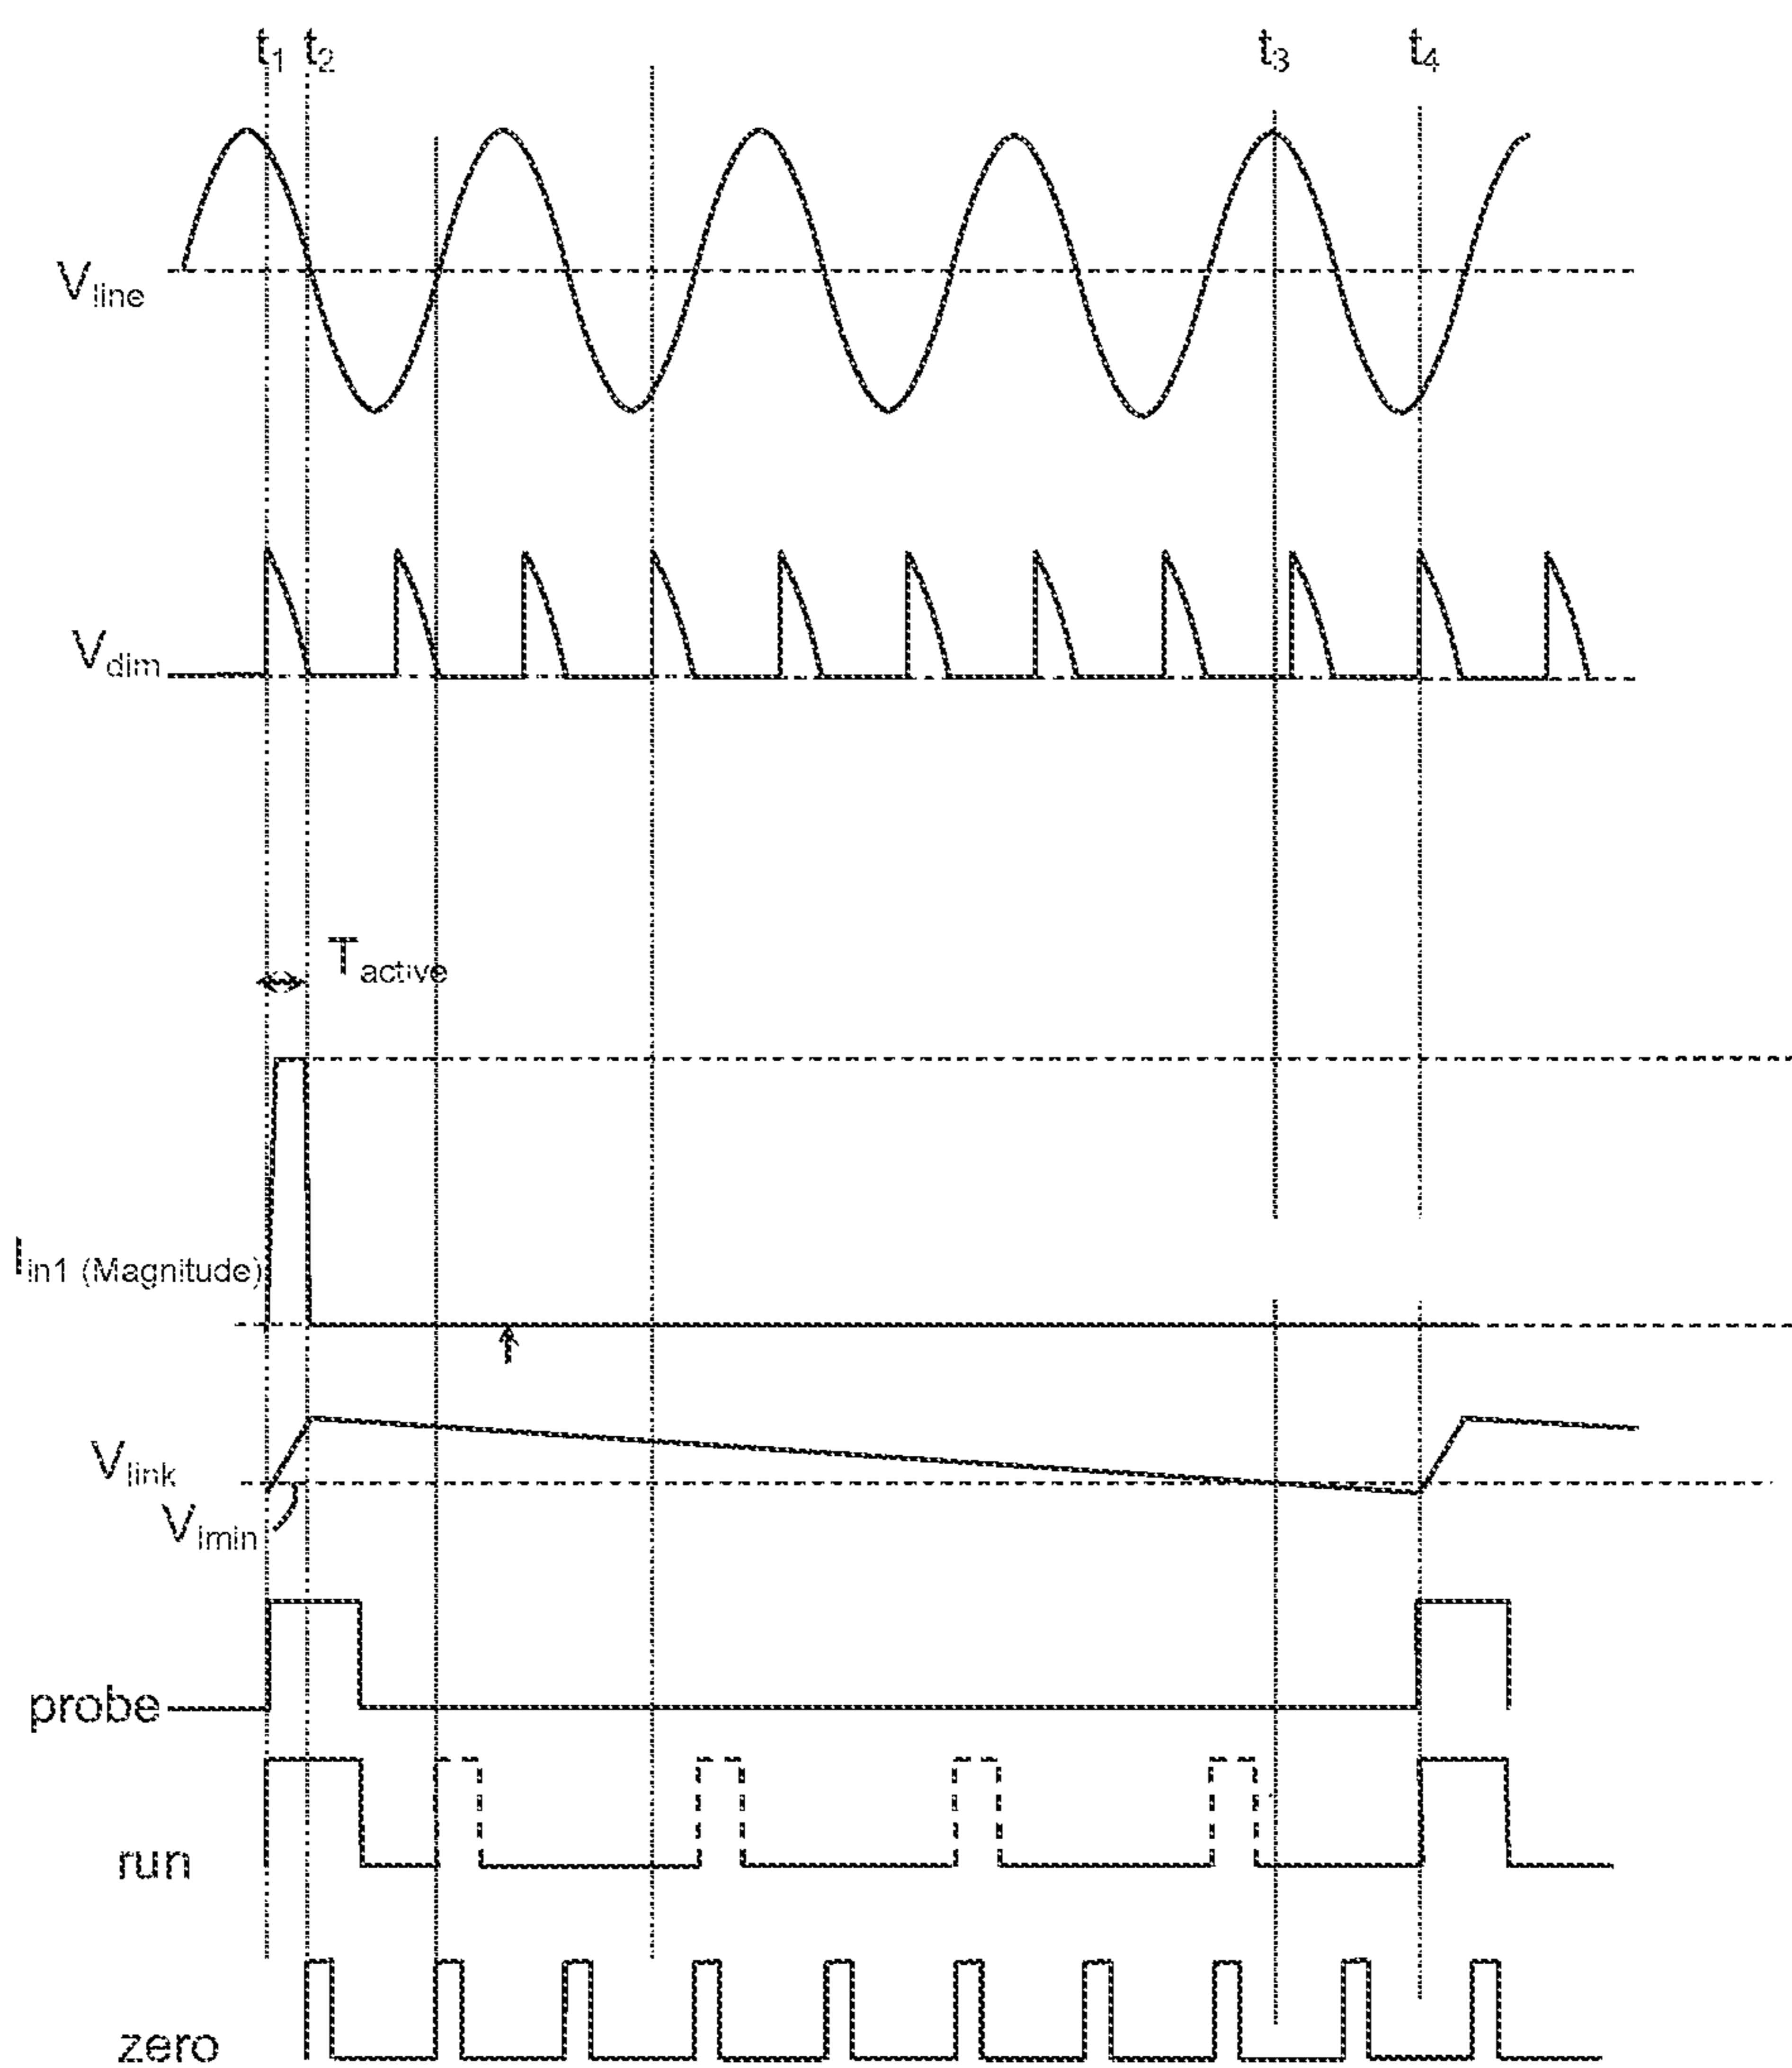 t1 t2 t3 t4
Vline
Vdim
Tactive
Iin1 (Magnitude)
Vlink
Vlmin
probe
run
zero